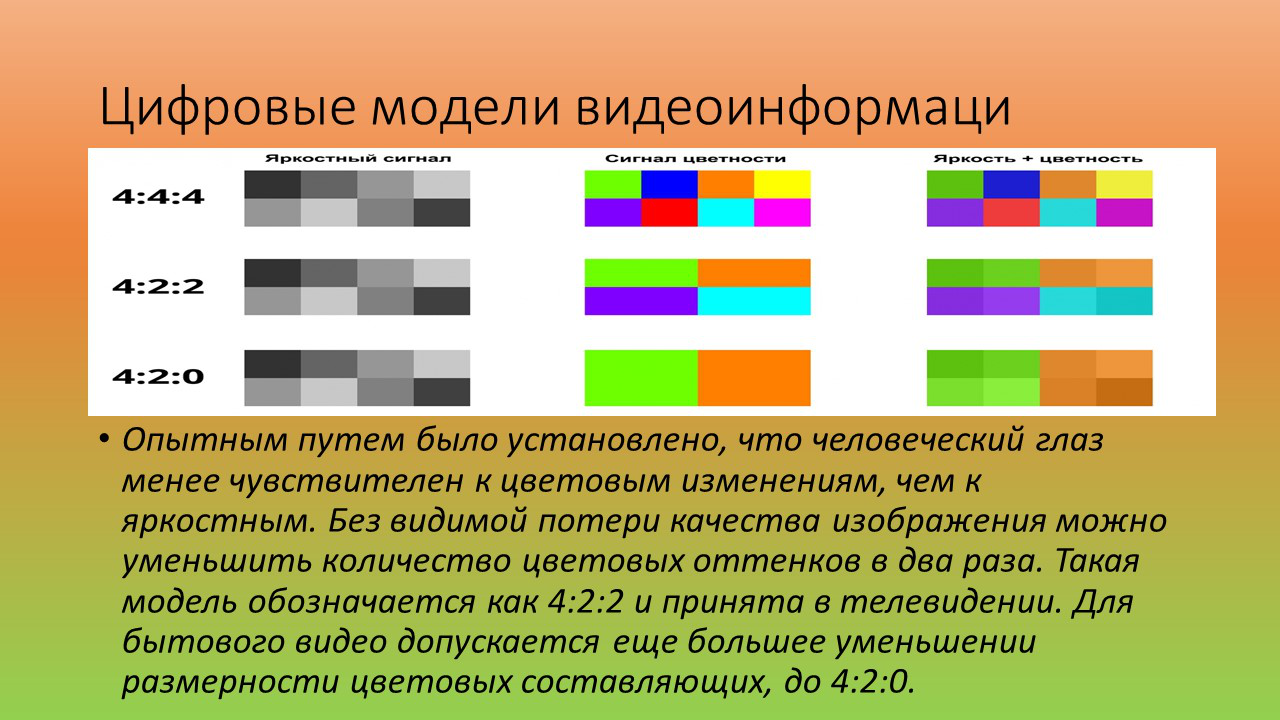 Цифровые модели видеоинформаци
Яркостный сигнал Сигнал цветности Яркость + цветность
4:4:4
4:2:2
4:2:0
• Опытным путем было установлено, что человеческий глаз
менее чувствителен к цветовым изменениям, чем к
яркостным. Без видимой потери качества изображения можно
уменьшить количество цветовых оттенков в два раза. Такая
модель обозначается как 4:2:2 и принята в телевидении. Для
бытового видео допускается еще большее уменьшении
размерности цветовых составляющих, до 4:2:0.